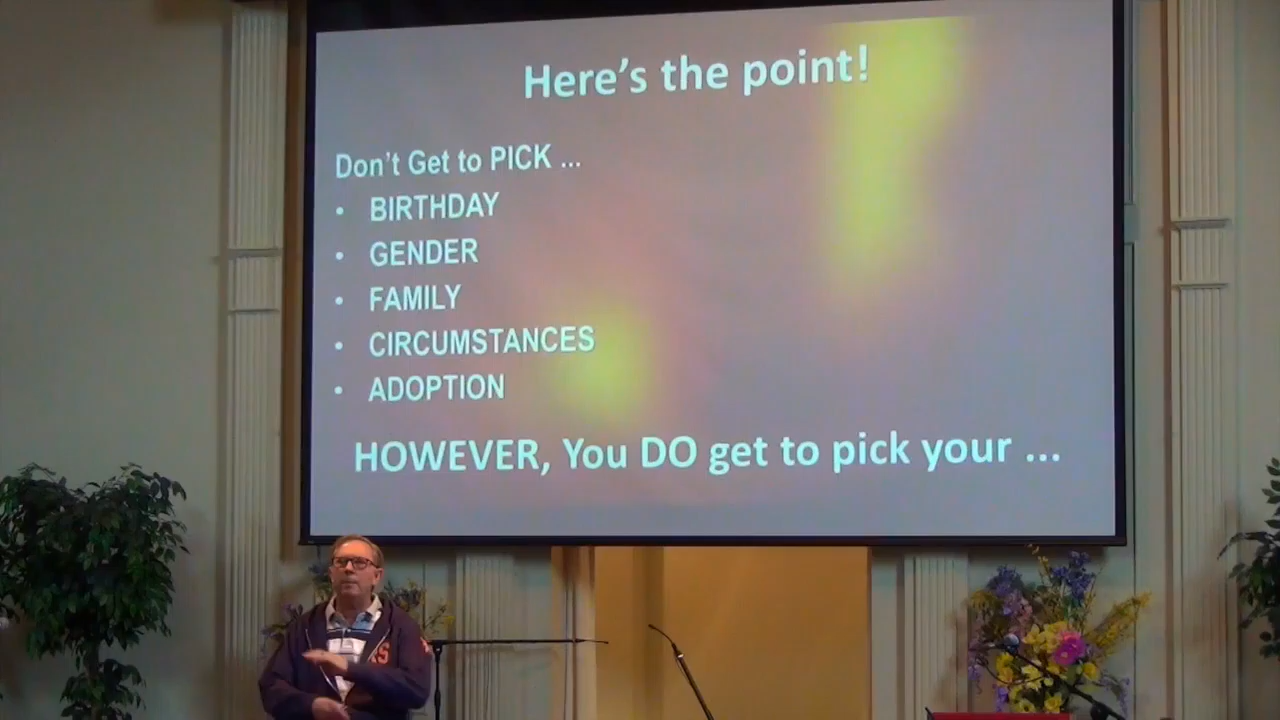 Here's the point!
Don't Get to PICK ...
• BIRTHDAY
• GENDER
• FAMILY
• CIRCUMSTANCES
• ADOPTION
HOWEVER, You DO get to pick your ...